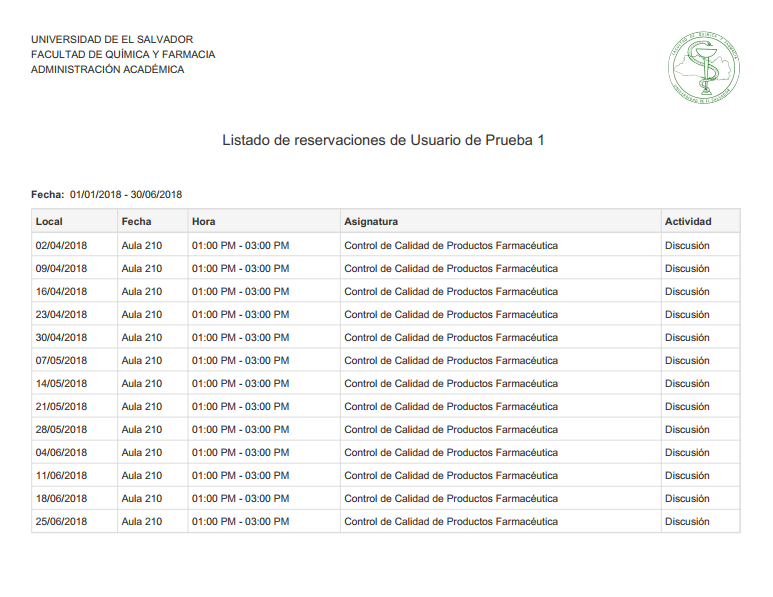 UNIVERSIDAD DE EL SALVADOR
FACULTAD DE QUÍMICA Y FARMACIA
ADMINISTRACIÓN ACADÉMICA
FACULTAD DE QUIMICA Y FARMACIA
UNIVERSIDAD DE EL SALVADOR
Listado de reservaciones de Usuario de Prueba 1
Fecha: 01/01/2018 - 30/06/2018
Local Fecha Hora Asignatura Actividad
02/04/2018 Aula 210 01:00 PM - 03:00 PM Control de Calidad de Productos Farmacéutica Discusión
09/04/2018 Aula 210 01:00 PM - 03:00 PM Control de Calidad de Productos Farmacéutica Discusión
16/04/2018 Aula 210 01:00 PM - 03:00 PM Control de Calidad de Productos Farmacéutica Discusión
23/04/2018 Aula 210 01:00 PM - 03:00 PM Control de Calidad de Productos Farmacéutica Discusión
30/04/2018 Aula 210 01:00 PM - 03:00 PM Control de Calidad de Productos Farmacéutica Discusión
07/05/2018 Aula 210 01:00 PM - 03:00 PM Control de Calidad de Productos Farmacéutica Discusión
14/05/2018 Aula 210 01:00 PM - 03:00 PM Control de Calidad de Productos Farmacéutica Discusión
21/05/2018 Aula 210 01:00 PM - 03:00 PM Control de Calidad de Productos Farmacéutica Discusión
28/05/2018 Aula 210 01:00 PM - 03:00 PM Control de Calidad de Productos Farmacéutica Discusión
04/06/2018 Aula 210 01:00 PM - 03:00 PM Control de Calidad de Productos Farmacéutica Discusión
11/06/2018 Aula 210 01:00 PM - 03:00 PM Control de Calidad de Productos Farmacéutica Discusión
18/06/2018 Aula 210 01:00 PM - 03:00 PM Control de Calidad de Productos Farmacéutica Discusión
25/06/2018 Aula 210 01:00 PM - 03:00 PM Control de Calidad de Productos Farmacéutica Discusión